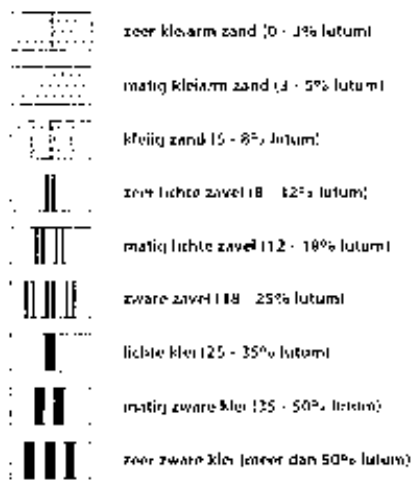 zeer kleiarm zand (0 - 3% lutum)
matig kleiarm zand (3 - 5% lutum)
kleiig zand (5 - 8% lutum)
zeer lichte zavel (8 - 12% lutum)
matig lichte zavel (12 - 18% lutum)
zware zavel (18 - 25% lutum)
lichte klei (25 - 35% lutum)
matig zware klei (35 - 50% lutum)
zeer zware klei (meer dan 50% lutum)